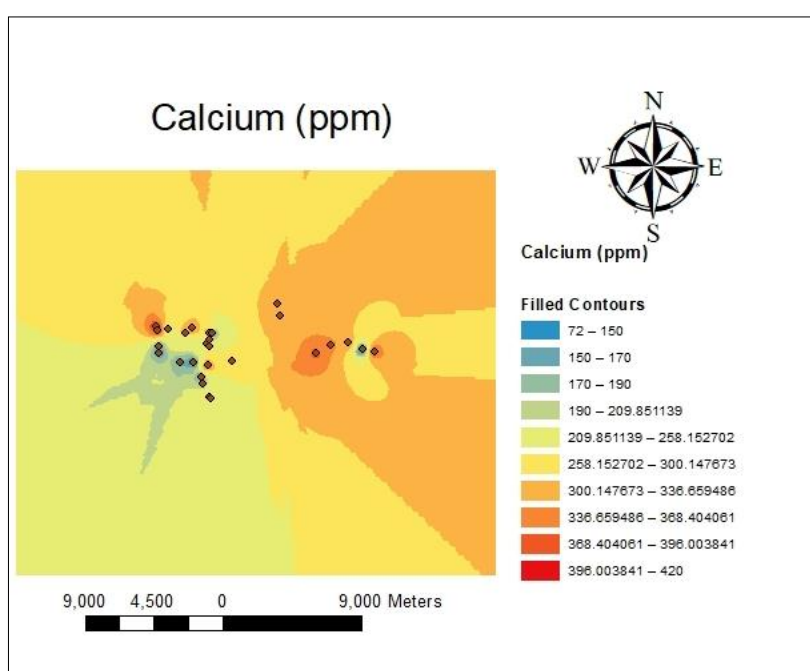 Calcium (ppm)
N
W E
S
Calcium (ppm)
Filled Contours
72 – 150
150 – 170
170 – 190
190 – 209.851139
209.851139 – 258.152702
258.152702 – 300.147673
300.147673 – 336.659486
336.659486 – 368.404061
368.404061 – 396.003841
396.003841 – 420
9,000 4,500 0 9,000 Meters